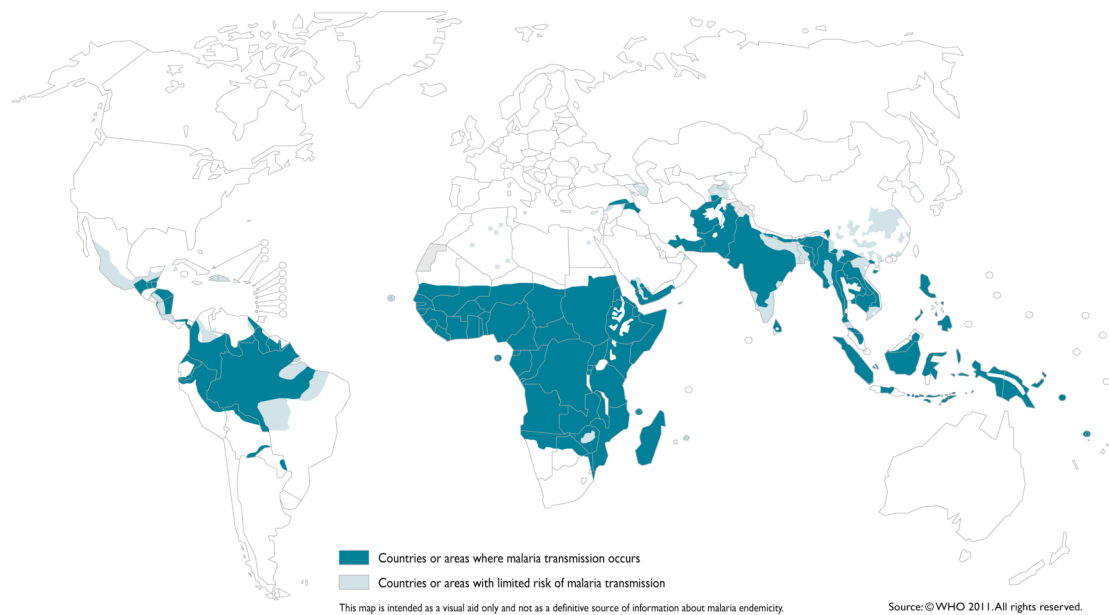 Countries or areas where malaria transmission occurs
Countries or areas with limited risk of malaria transmission
This map is intended as a visual aid only and not as a definitive source of information about malaria endemicity.
Source: © WHO 2011. All rights reserved.